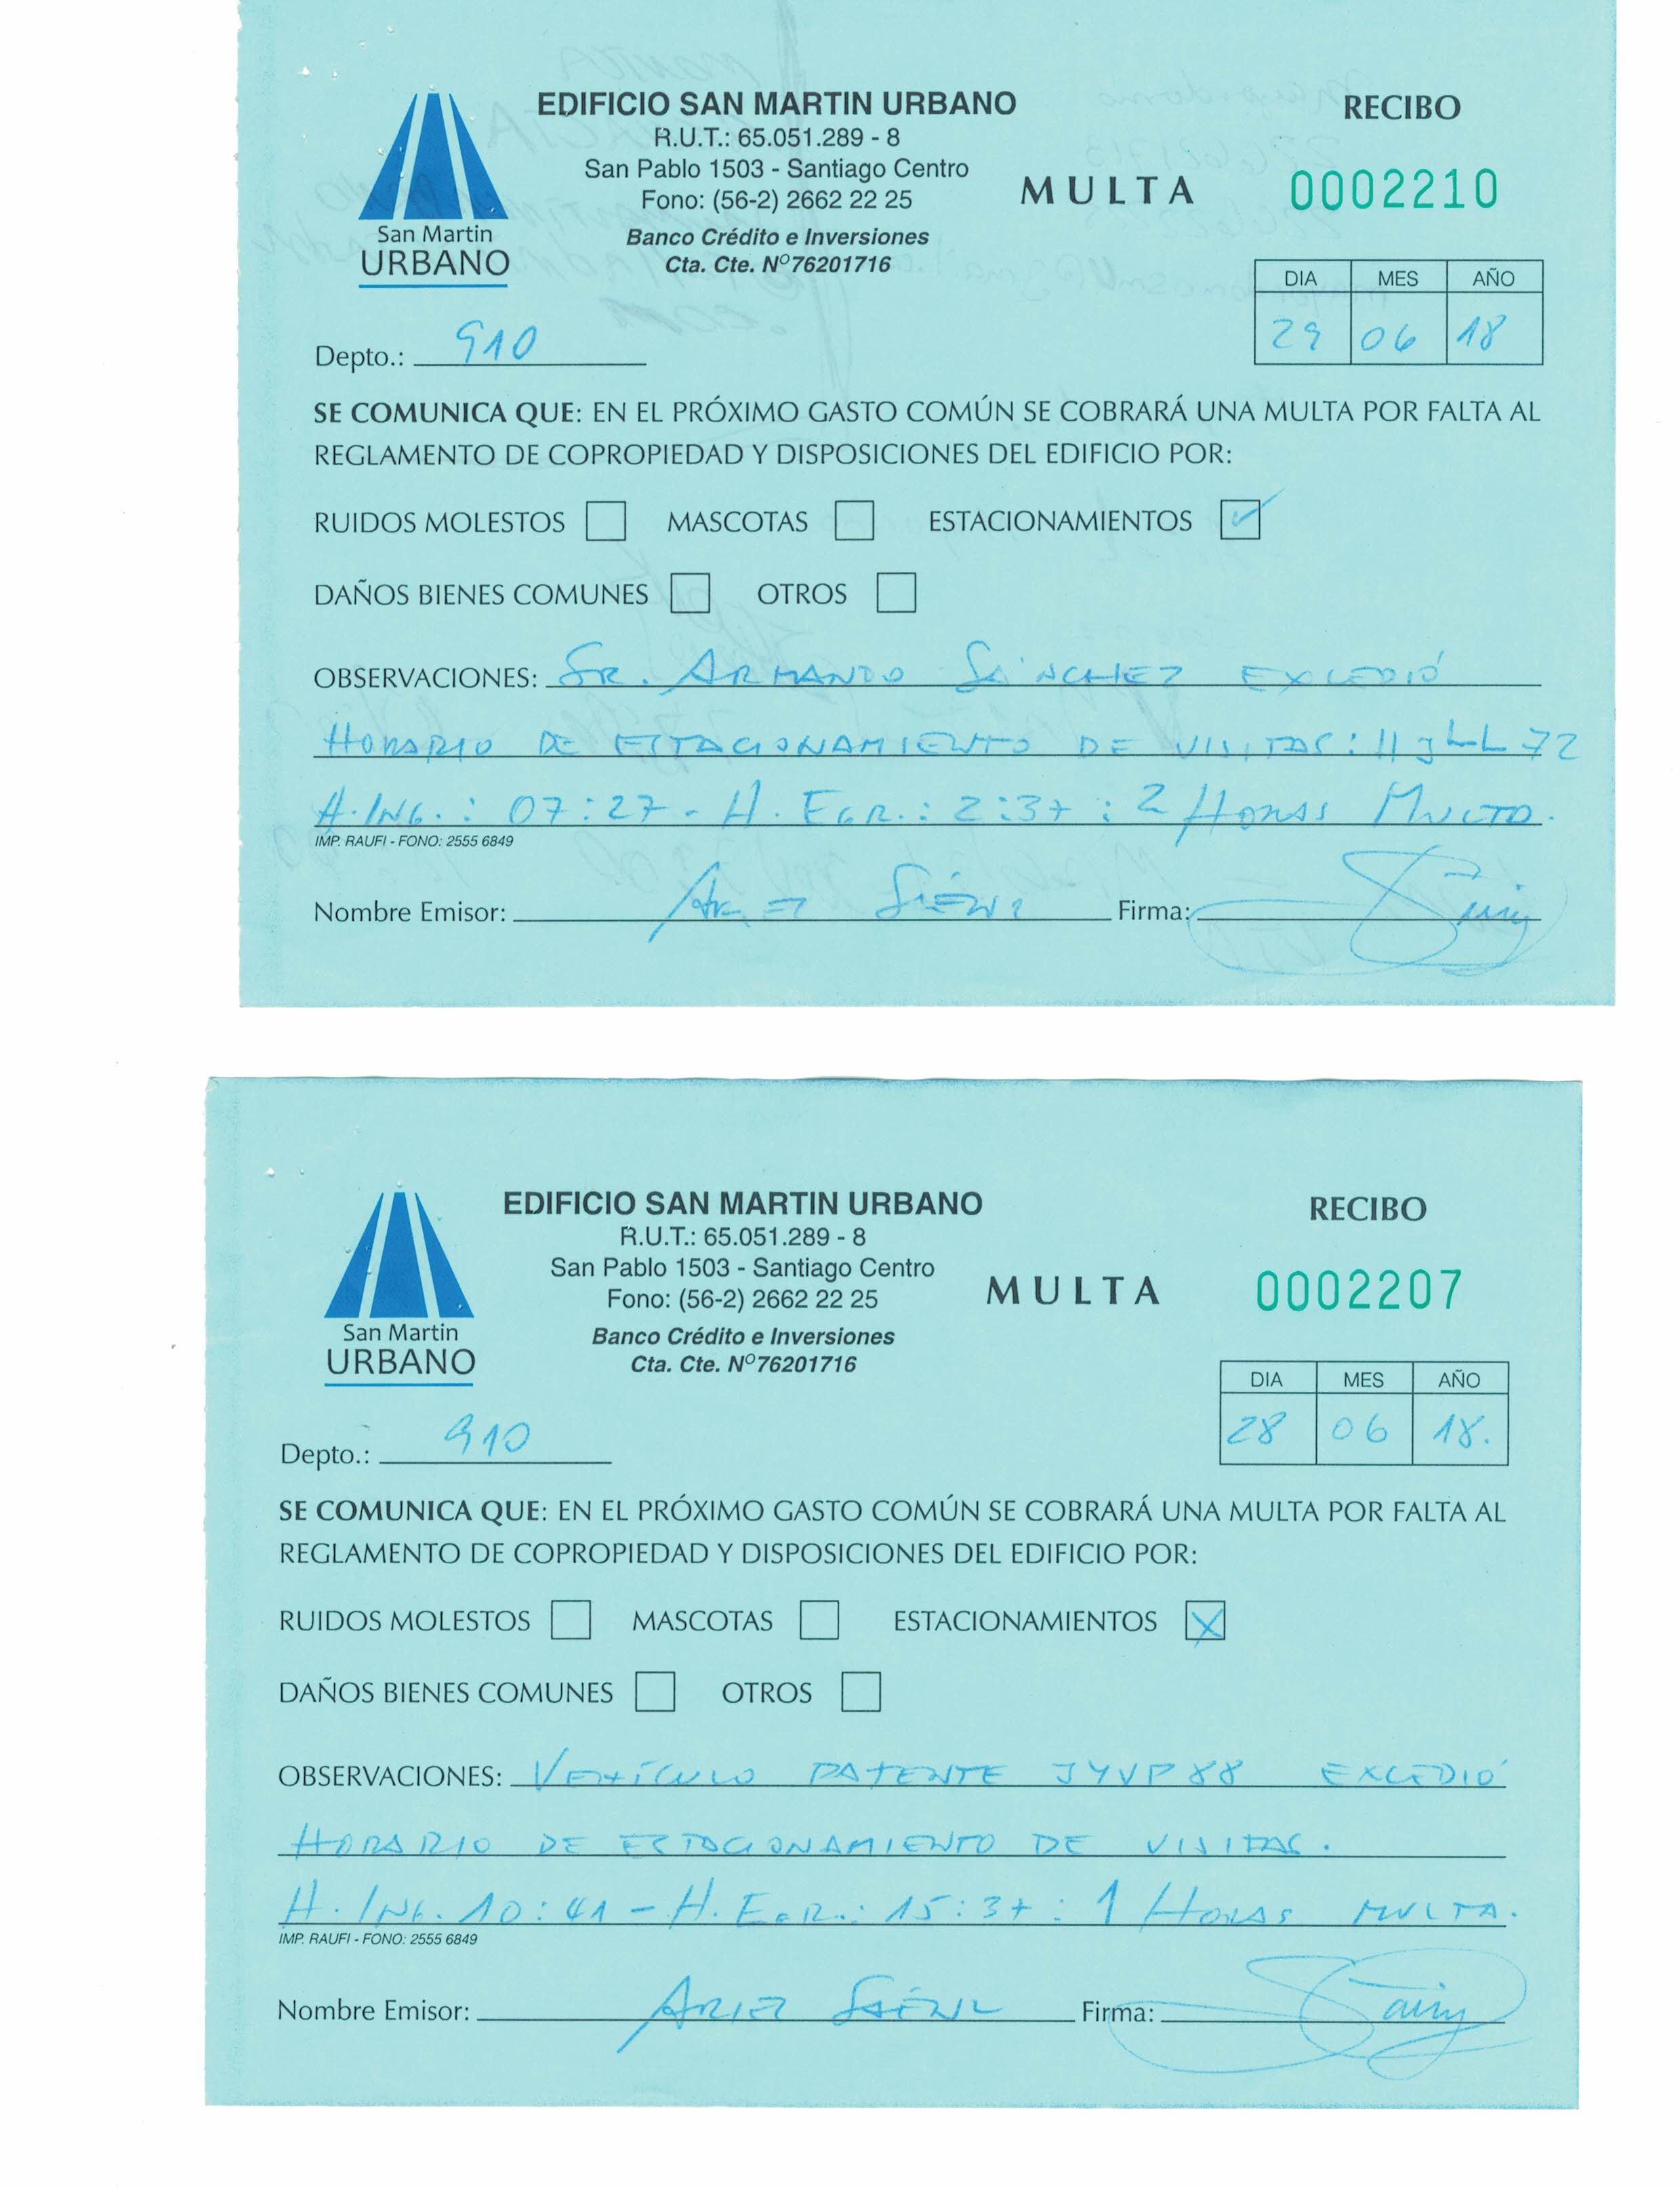 EDIFICIO SAN MARTIN URBANO
R.U.T.: 65.051.289 - 8
San Pablo 1503 - Santiago Centro
Fono: (56-2) 2662 22 25
Banco Crédito e Inversiones
Cta. Cte. Nº 76201716
San Martin
URBANO
MULTA
RECIBO
0002210
DIA MES AÑO
29 06 18
Depto.: 910
SE COMUNICA QUE: EN EL PRÓXIMO GASTO COMÚN SE COBRARÁ UNA MULTA POR FALTA AL
REGLAMENTO DE COPROPIEDAD Y DISPOSICIONES DEL EDIFICIO POR:
RUIDOS MOLESTOS MASCOTAS ESTACIONAMIENTOS
DAÑOS BIENES COMUNES OTROS
OBSERVACIONES: SR. ARMANDO SÁNCHEZ EXCEDIÓ
HORARIO DE ESTACIONAMIENTO DE VISITAS:
H. ING.: 07:27 - H. EGR.: 2:37 : 2 HORAS MULTA.
IMP. RAUFI - FONO: 2555 6849
Nombre Emisor: Firma:
EDIFICIO SAN MARTIN URBANO
R.U.T.: 65.051.289 - 8
San Pablo 1503 - Santiago Centro
Fono: (56-2) 2662 22 25
Banco Crédito e Inversiones
Cta. Cte. Nº 76201716
San Martin
URBANO
MULTA
RECIBO
0002207
DIA MES AÑO
28 06 18.
Depto.: 910
SE COMUNICA QUE: EN EL PRÓXIMO GASTO COMÚN SE COBRARÁ UNA MULTA POR FALTA AL
REGLAMENTO DE COPROPIEDAD Y DISPOSICIONES DEL EDIFICIO POR:
RUIDOS MOLESTOS MASCOTAS ESTACIONAMIENTOS X
DAÑOS BIENES COMUNES OTROS
OBSERVACIONES: VEHÍCULO PATENTE JYVP88 EXCEDIÓ
HORARIO DE ESTACIONAMIENTO DE VISITAS.
H. ING. 10:41 - H. EGR.: 15:37 : 1 HORAS MULTA.
IMP. RAUFI - FONO: 2555 6849
Nombre Emisor: ARIEL Firma: